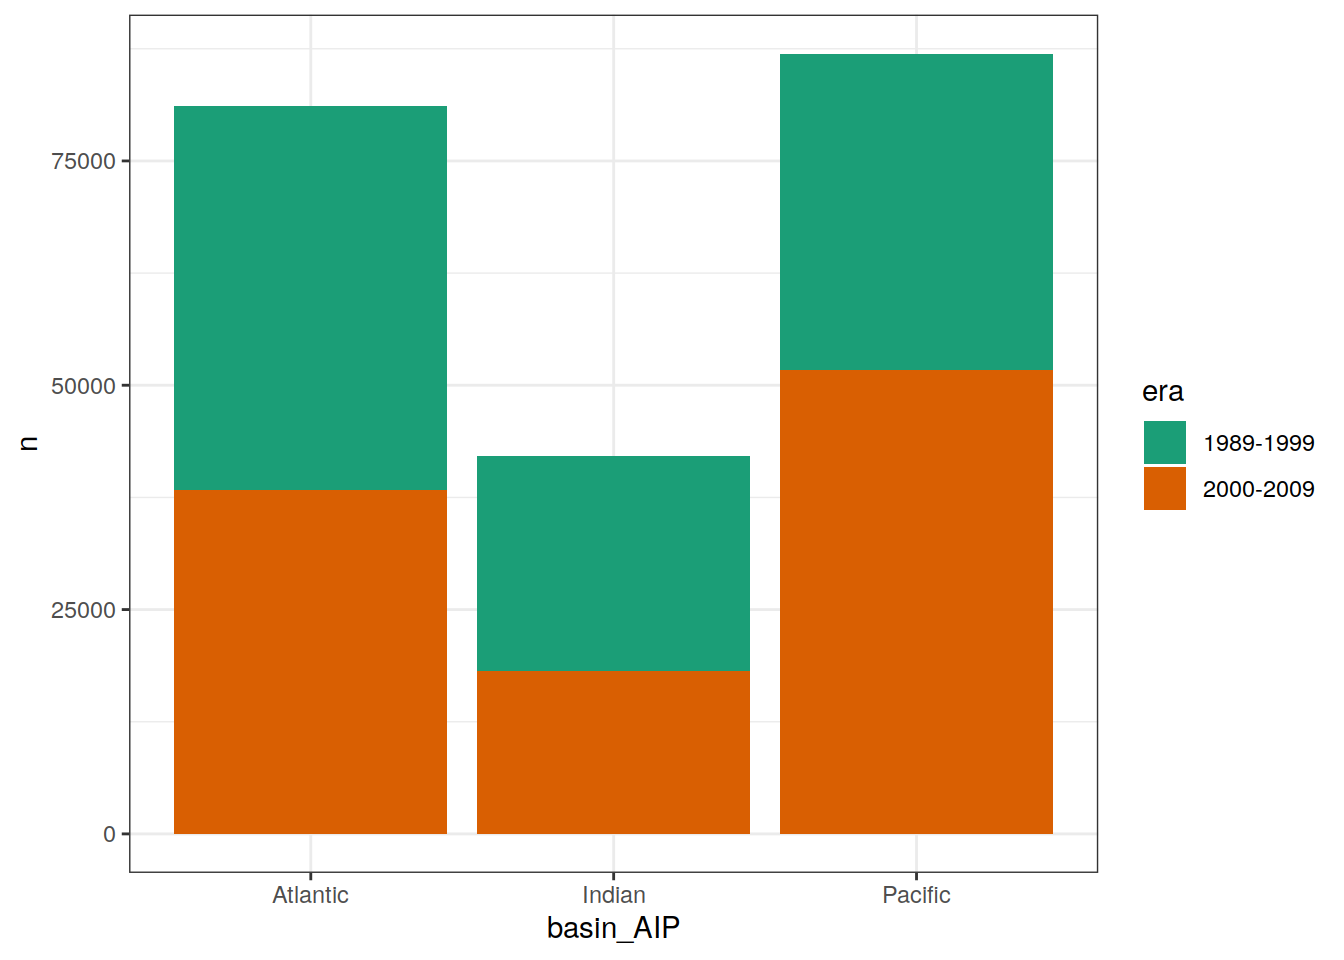 75000
50000
25000
0
n
Atlantic
Indian
Pacific
basin_AIP
era
1989-1999
2000-2009